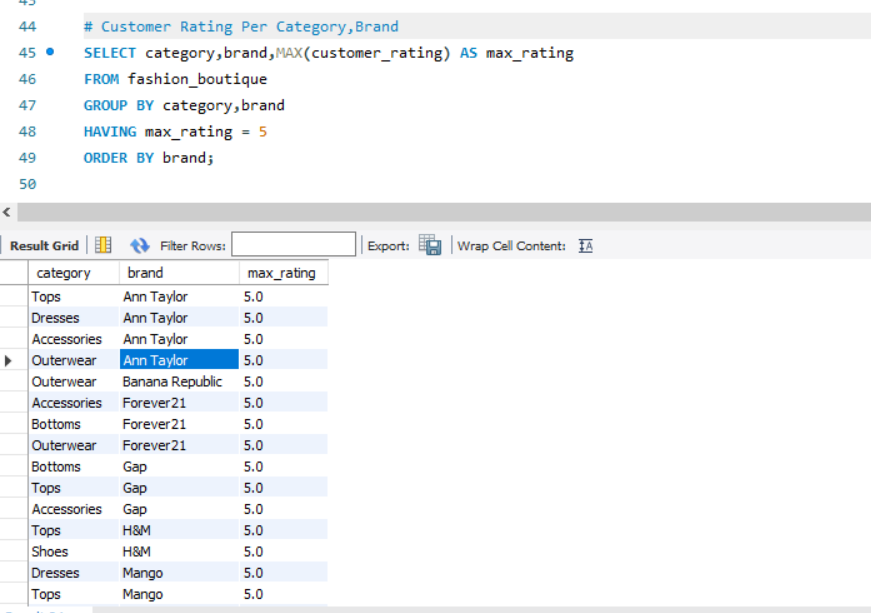 44 # Customer Rating Per Category,Brand
45 SELECT category,brand,MAX(customer_rating) AS max_rating
46 FROM fashion_boutique
47 GROUP BY category,brand
48 HAVING max_rating = 5
49 ORDER BY brand;
50
Result Grid Filter Rows: Export: Wrap Cell Content: IA
category brand max_rating
Tops Ann Taylor 5.0
Dresses Ann Taylor 5.0
Accessories Ann Taylor 5.0
Outerwear Ann Taylor 5.0
Outerwear Banana Republic 5.0
Accessories Forever21 5.0
Bottoms Forever21 5.0
Outerwear Forever21 5.0
Bottoms Gap 5.0
Tops Gap 5.0
Accessories Gap 5.0
Tops H&M 5.0
Shoes H&M 5.0
Dresses Mango 5.0
Tops Mango 5.0